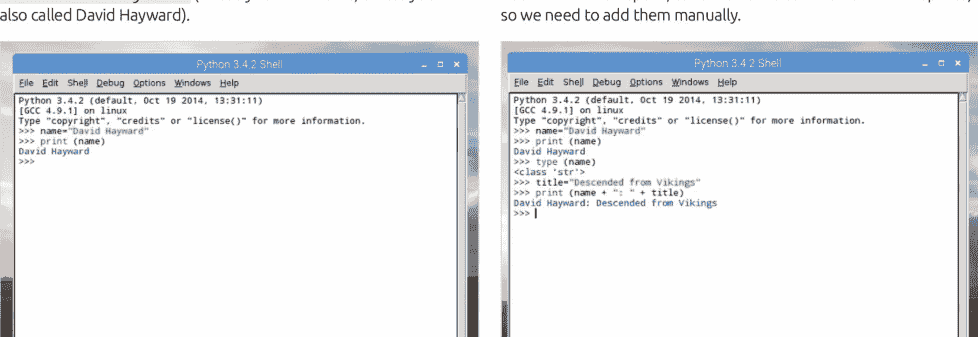 also called David Hayward).
Python 3.4.2 Shell
File Edit Shell Debug Options Windows Help
Python 3.4.2 (default, Oct 19 2014, 13:31:11)
[GCC 4.9.1] on linux
Type "copyright", "credits" or "license()" for more information.
>>> name="David Hayward"
>>> print (name)
David Hayward
>>>
so we need to add them manually.
Python 3.4.2 Shell
File Edit Shell Debug Options Windows Help
Python 3.4.2 (default, Oct 19 2014, 13:31:11)
[GCC 4.9.1] on linux
Type "copyright", "credits" or "license()" for more information.
>>> name="David Hayward"
>>> print (name)
David Hayward
>>> type (name)
<class 'str'>
>>> title="Descended from Vikings"
>>> print (name + ": " + title)
David Hayward: Descended from Vikings
>>>